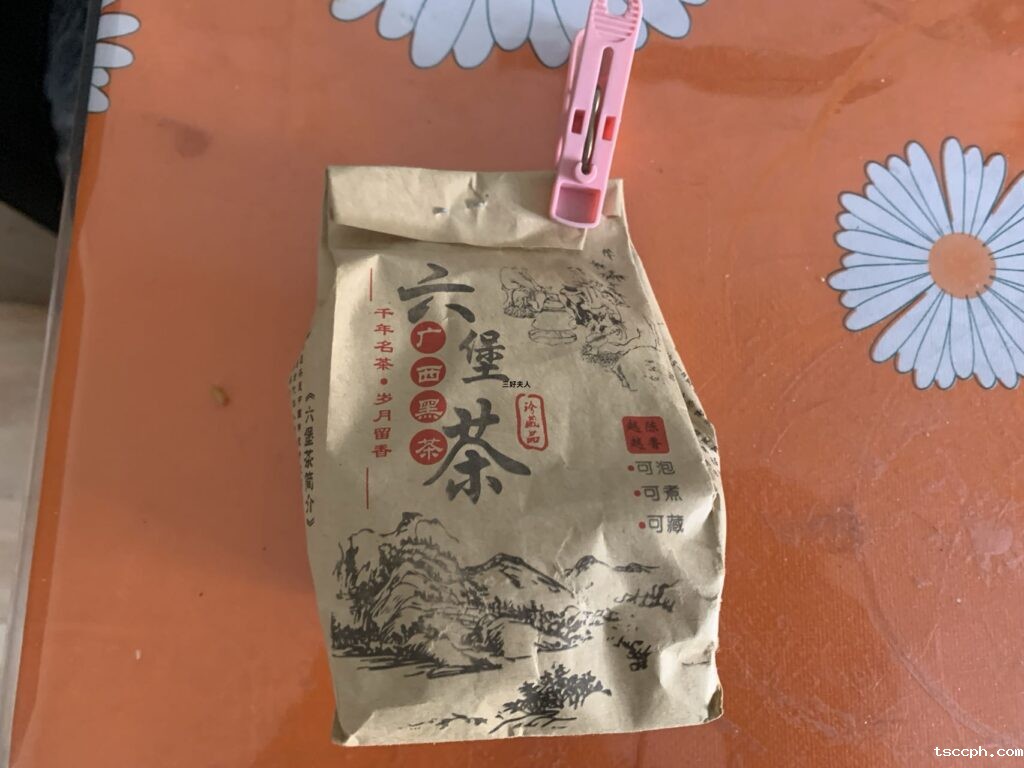 六堡茶
广西黑茶
千年名茶•岁月留香
三好夫人
珍藏品
越陈
越香
•可泡
•可煮
•可藏
《六堡茶简介》
tsccph.com